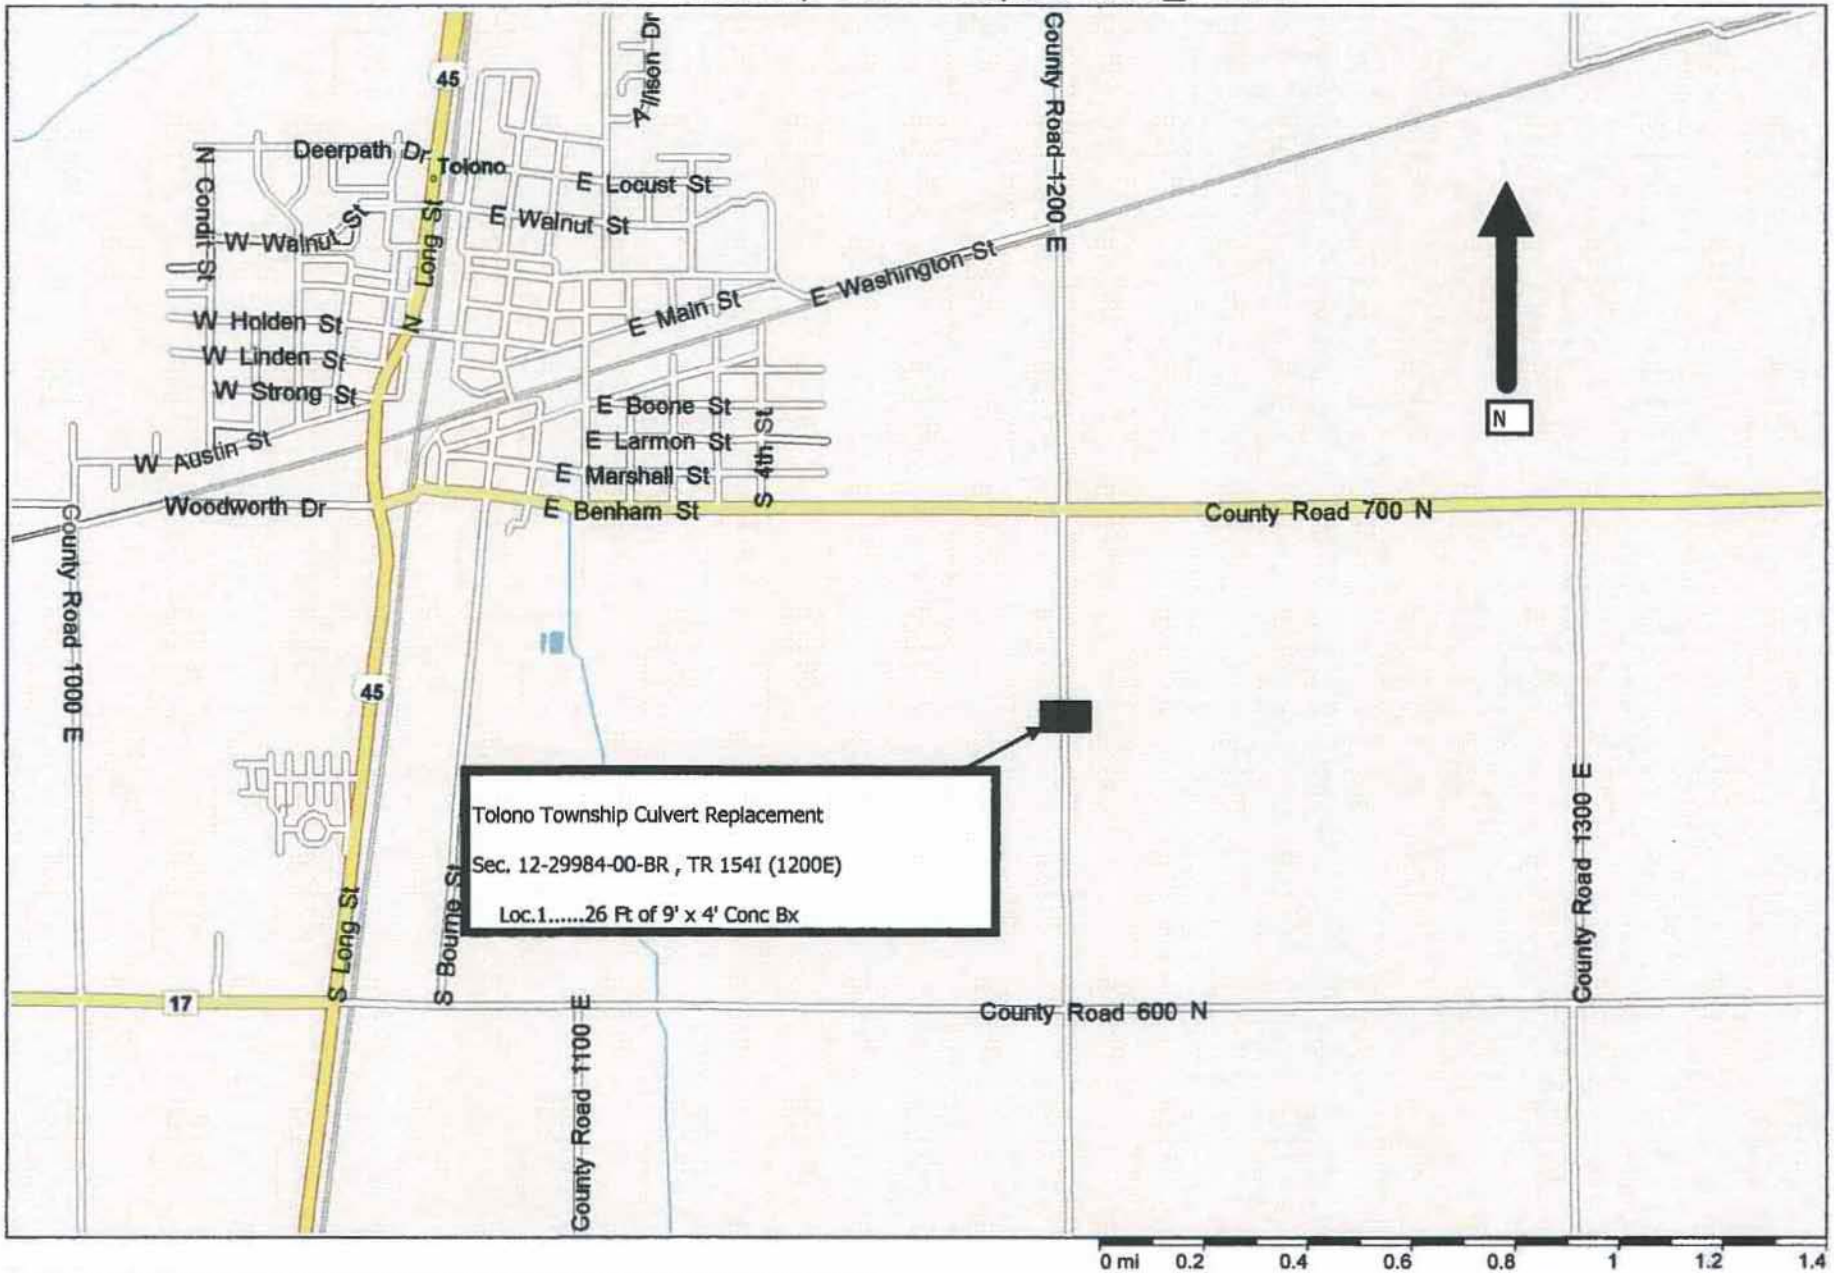 45
Allison Dr
County Road 1200 E
Deerpath Dr
Tolono
N Condit St
E Locust St
W Walnut St
E Walnut St
N Long St
E Washington St
E Main St
W Holden St
W Linden St
W Strong St
E Boone St
E Larmon St
S 4th St
W Austin St
E Marshall St
N
Woodworth Dr
E Benham St
County Road 700 N
County Road 1000 E
45
Tolono Township Culvert Replacement
Sec. 12-29984-00-BR , TR 154I (1200E)
Loc.1......26 Ft of 9' x 4' Conc Bx
County Road 1300 E
S Long St
S Bourne St
17
County Road 600 N
County Road 1100 E
0 mi 0.2 0.4 0.6 0.8 1 1.2 1.4